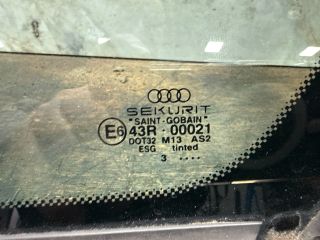 SEKURIT
"SAINT-GOBAIN"
E6 43R - 00021
DOT32 M13 AS2
ESG tinted
3 ....